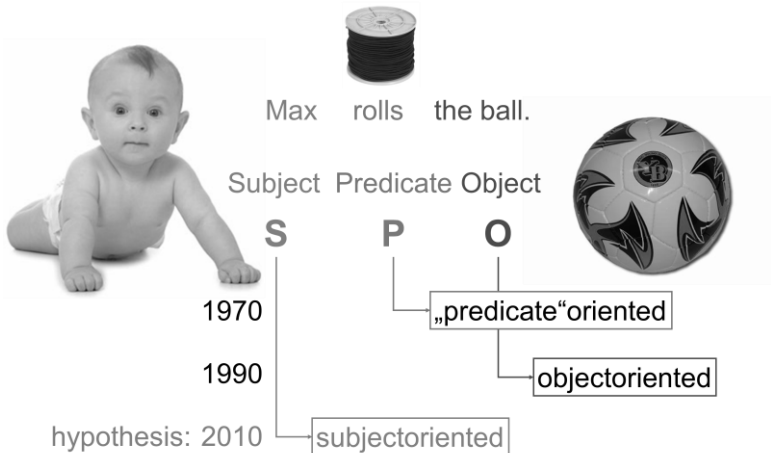 Max rolls the ball.
Subject Predicate Object
S P O
1970 „predicate“oriented
1990 objectoriented
hypothesis: 2010 subjectoriented